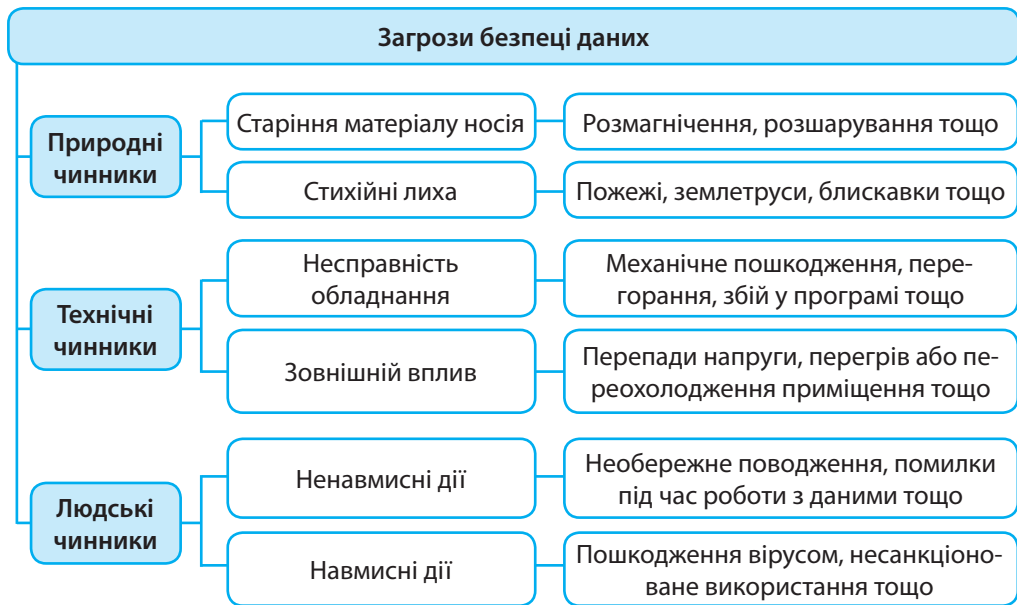 Загрози безпеці даних
Природні
чинники
Старіння матеріалу носія
Розмагнічення, розшарування тощо
Стихійні лиха
Пожежі, землетруси, блискавки тощо
Технічні
чинники
Несправність
обладнання
Механічне пошкодження, пере-
горання, збій у програмі тощо
Зовнішній вплив
Перепади напруги, перегрів або пе-
реохолодження приміщення тощо
Людські
чинники
Ненавмисні дії
Необережне поводження, помилки
під час роботи з даними тощо
Навмисні дії
Пошкодження вірусом, несанкціоно-
ване використання тощо